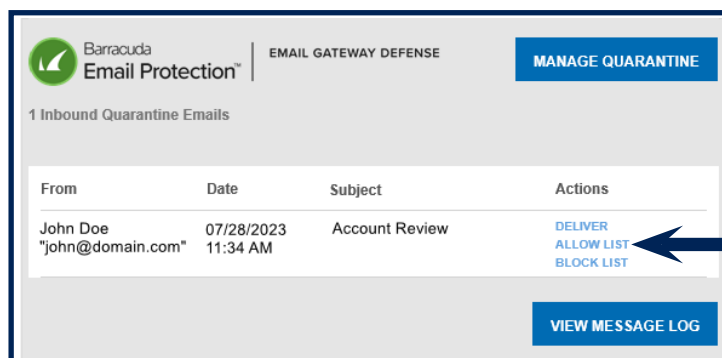 Barracuda
Email Protection™
EMAIL GATEWAY DEFENSE
MANAGE QUARANTINE
1 Inbound Quarantine Emails
From Date Subject Actions
John Doe 07/28/2023 Account Review DELIVER
"john@domain.com" 11:34 AM ALLOW LIST
BLOCK LIST
VIEW MESSAGE LOG